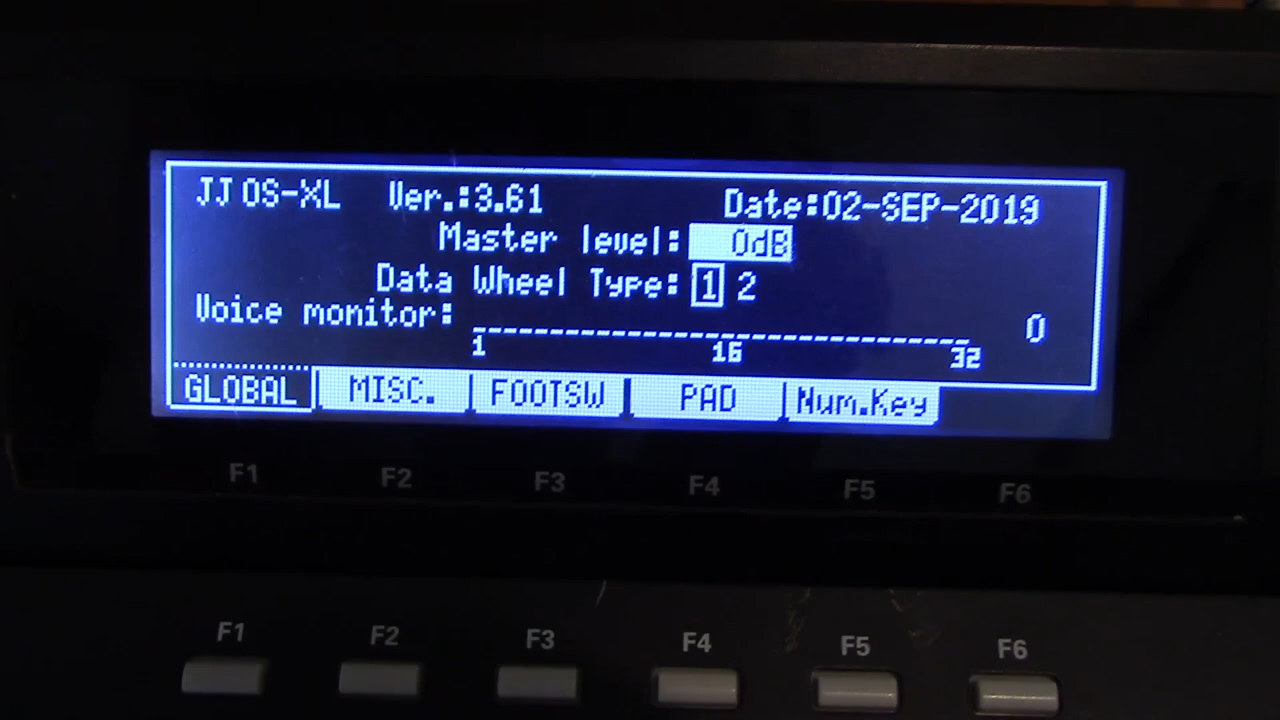 JJ OS-XL Ver.:3.61 Date:02-SEP-2019
Master level: 0dB
Data Wheel Type: 1 2
Voice monitor: 0
1 16 32
GLOBAL MISC. FOOTSW PAD Num.Key
F1 F2 F3 F4 F5 F6
F1 F2 F3 F4 F5 F6